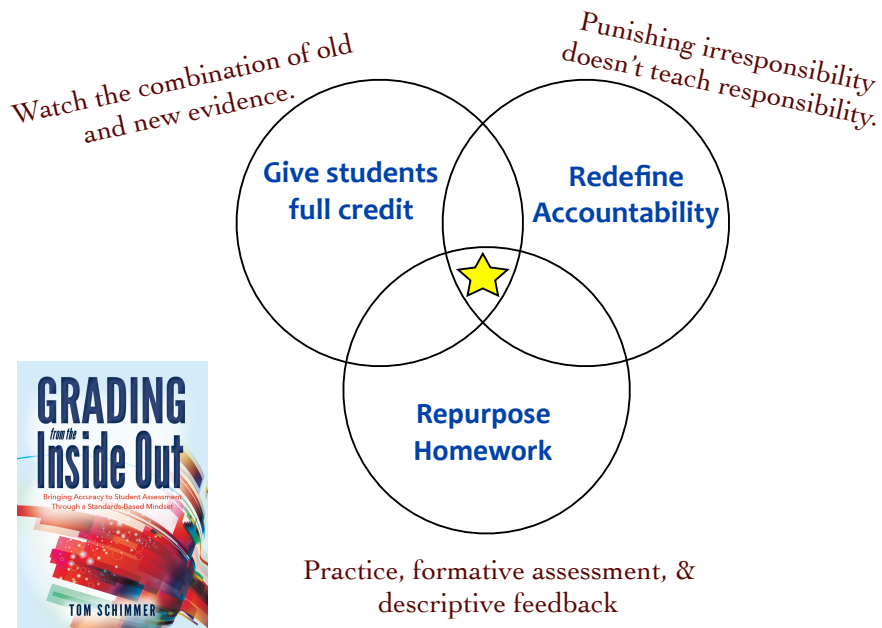 Watch the combination of old
and new evidence.
Punishing irresponsibility
doesn't teach responsibility.
Give students
full credit
Redefine
Accountability
Repurpose
Homework
GRADING
from the
Inside Out
Bringing Accuracy to Student Assessment
Through a Standards-Based Mindset
TOM SCHIMMER
Practice, formative assessment, &
descriptive feedback